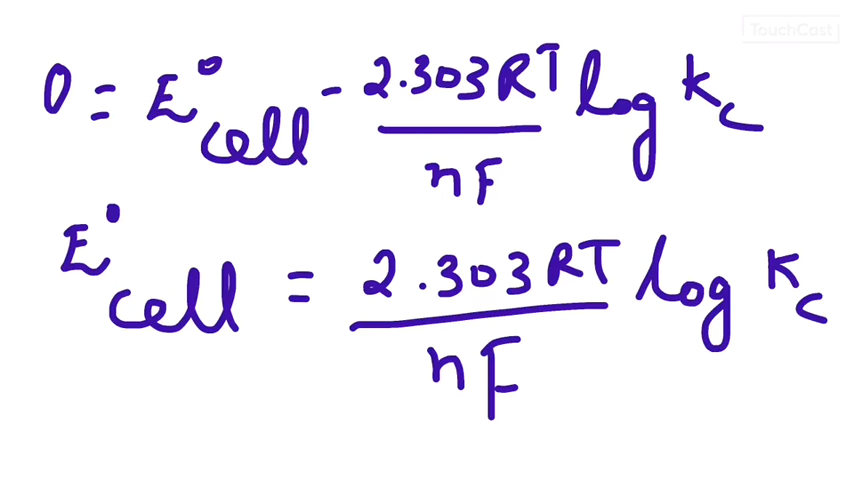 TouchCast
0 = E°cell - 2.303RT/nF log Kc
E°cell = 2.303RT/nF log Kc